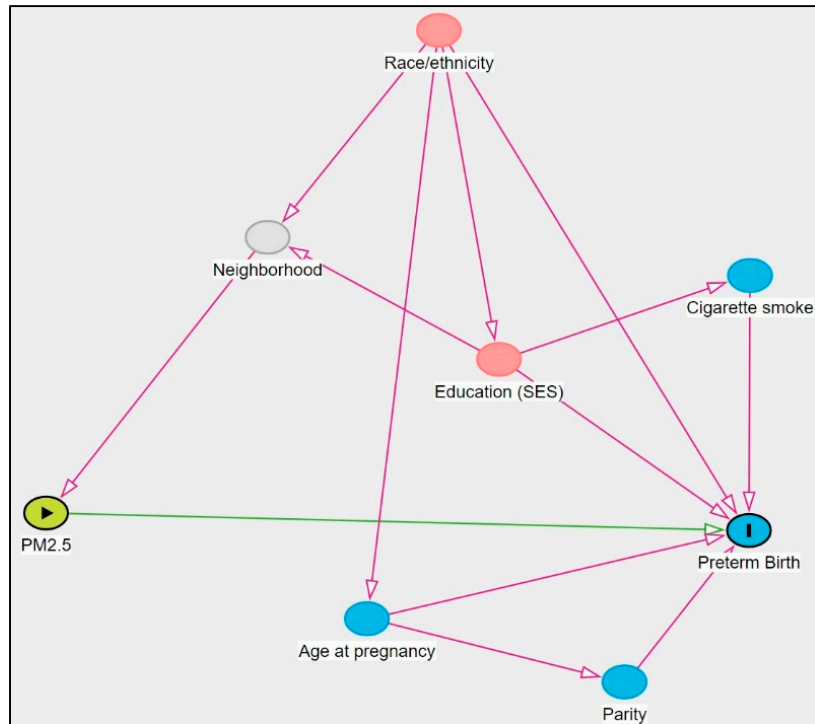 Race/ethnicity
Neighborhood
Cigarette smoke
Education (SES)
PM2.5
Preterm Birth
Age at pregnancy
Parity